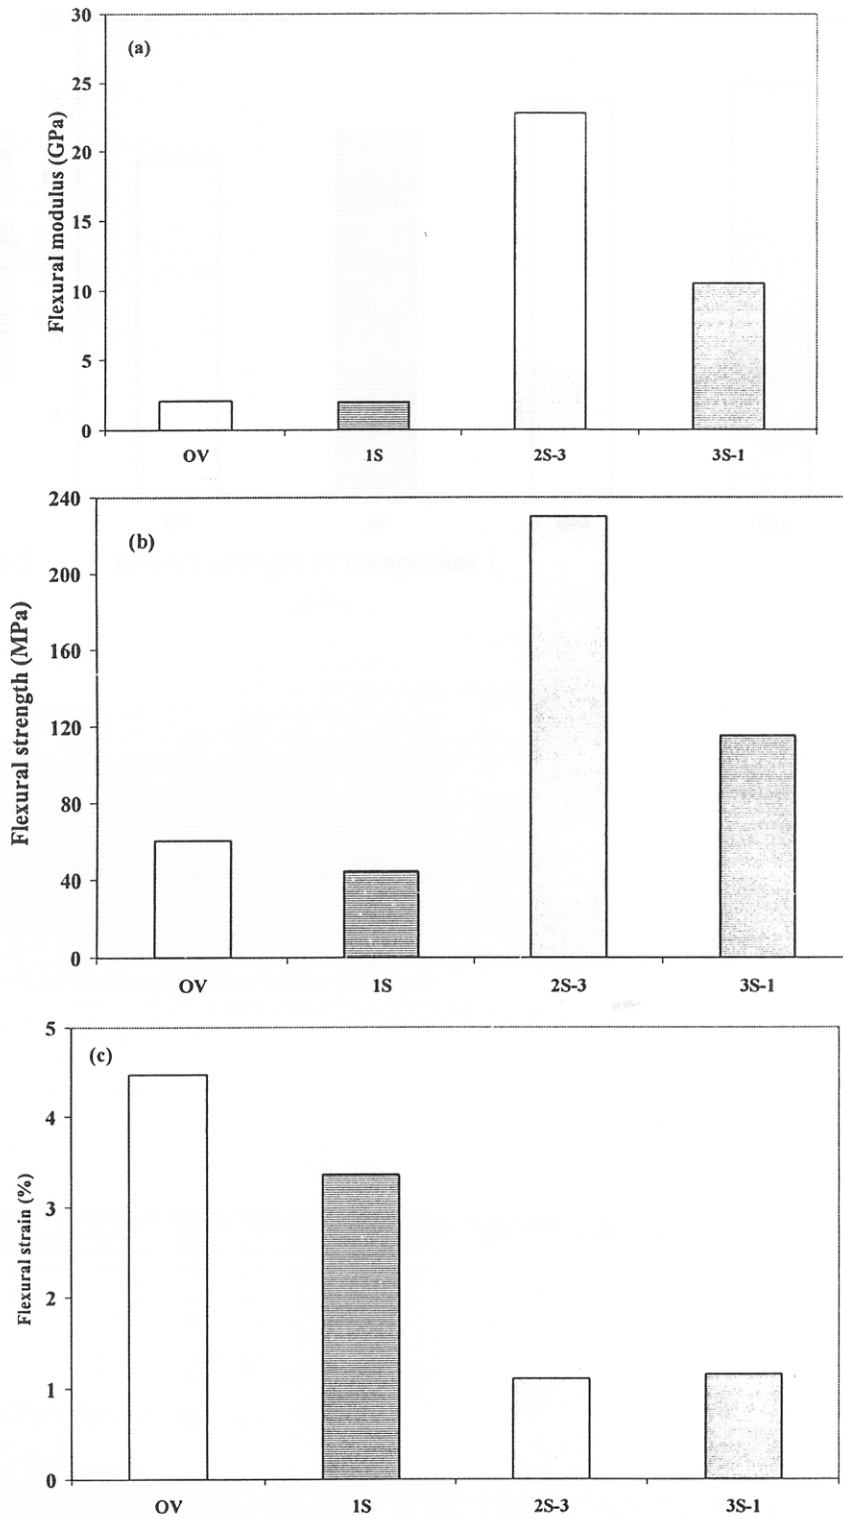 (a)
Flexural modulus (GPa)
30
25
20
15
10
5
0
OV 1S 2S-3 3S-1
(b)
Flexural strength (MPa)
240
200
160
120
80
40
0
OV 1S 2S-3 3S-1
(c)
Flexural strain (%)
5
4
3
2
1
0
OV 1S 2S-3 3S-1